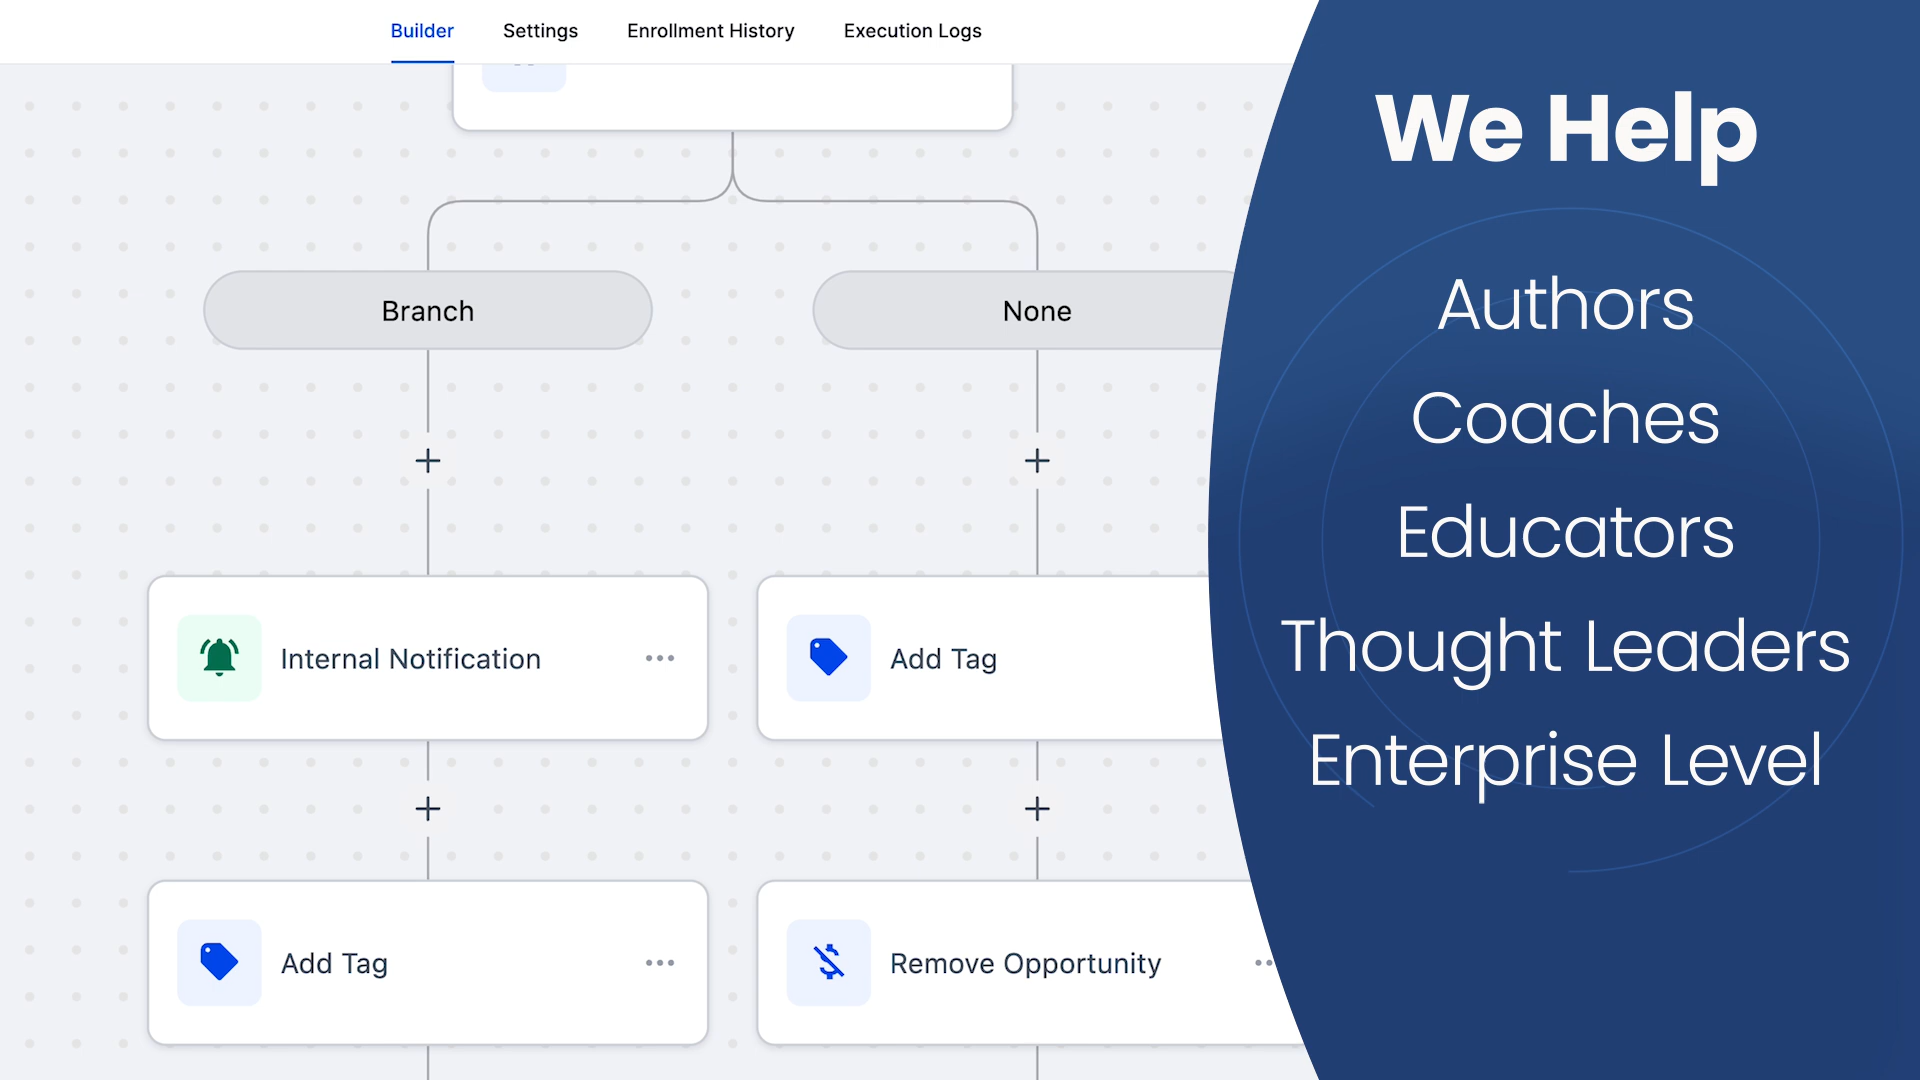 Builder Settings Enrollment History Execution Logs
Branch None
Internal Notification Add Tag
Add Tag Remove Opportunity
We Help
Authors
Coaches
Educators
Thought Leaders
Enterprise Level